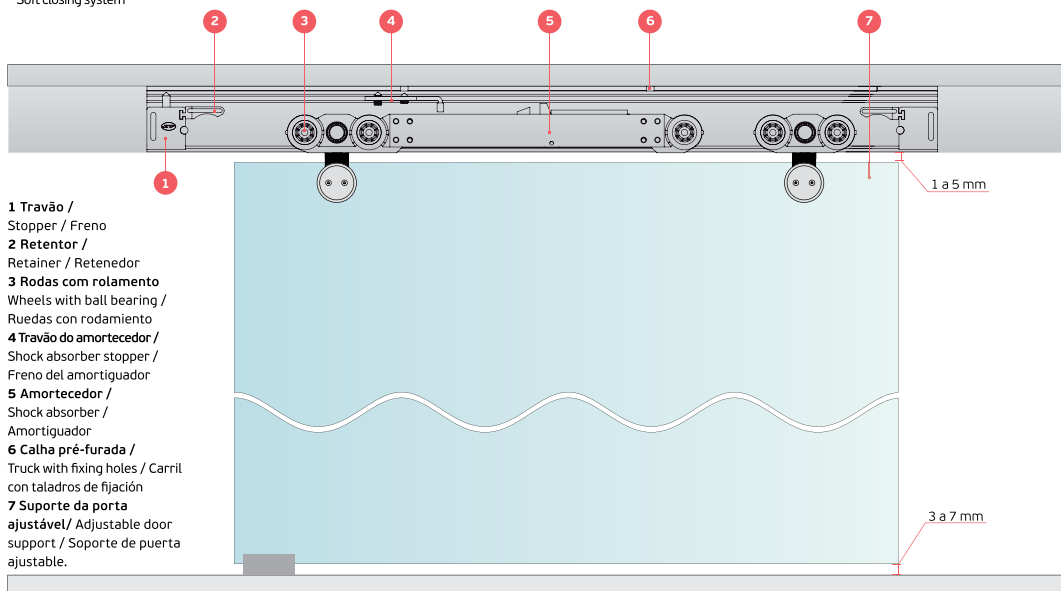 Soft closing system
2
3
4
5
6
7
1
1 a 5 mm
1 Travão /
Stopper / Freno
2 Retentor /
Retainer / Retenedor
3 Rodas com rolamento
Wheels with ball bearing /
Ruedas con rodamiento
4 Travão do amortecedor /
Shock absorber stopper /
Freno del amortiguador
5 Amortecedor /
Shock absorber /
Amortiguador
6 Calha pré-furada /
Truck with fixing holes / Carril
con taladros de fijación
7 Suporte da porta
ajustável/ Adjustable door
support / Soporte de puerta
ajustable.
3 a 7 mm